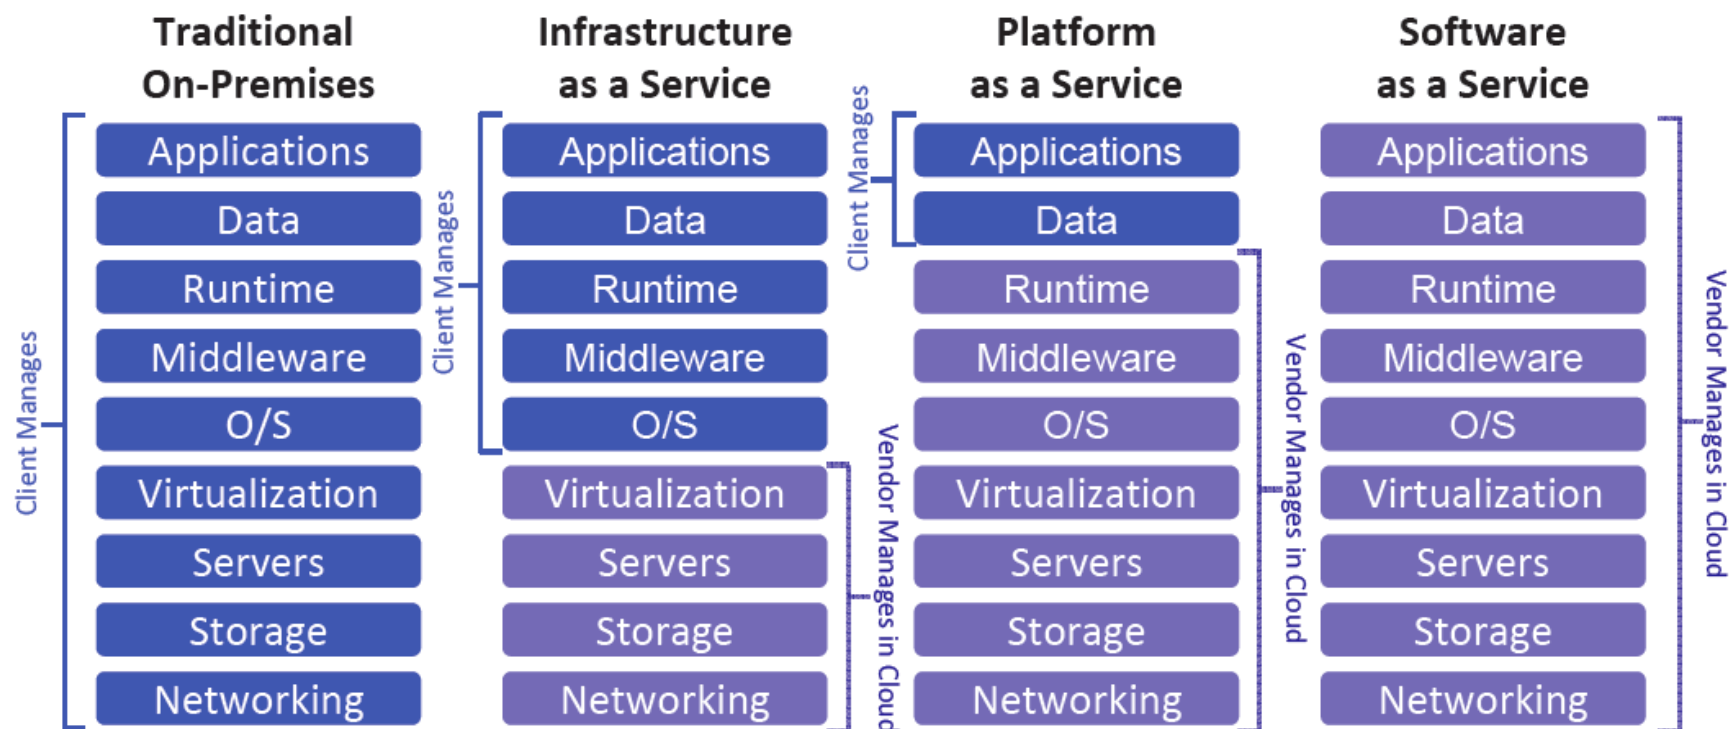 Traditional
On-Premises
Client Manages
Applications
Data
Runtime
Middleware
O/S
Virtualization
Servers
Storage
Networking
Infrastructure
as a Service
Client Manages
Applications
Data
Runtime
Middleware
O/S
Virtualization
Servers
Storage
Networking
Vendor Manages in Cloud
Platform
as a Service
Client Manages
Applications
Data
Runtime
Middleware
O/S
Virtualization
Servers
Storage
Networking
Vendor Manages in Cloud
Software
as a Service
Applications
Data
Runtime
Middleware
O/S
Virtualization
Servers
Storage
Networking
Vendor Manages in Cloud